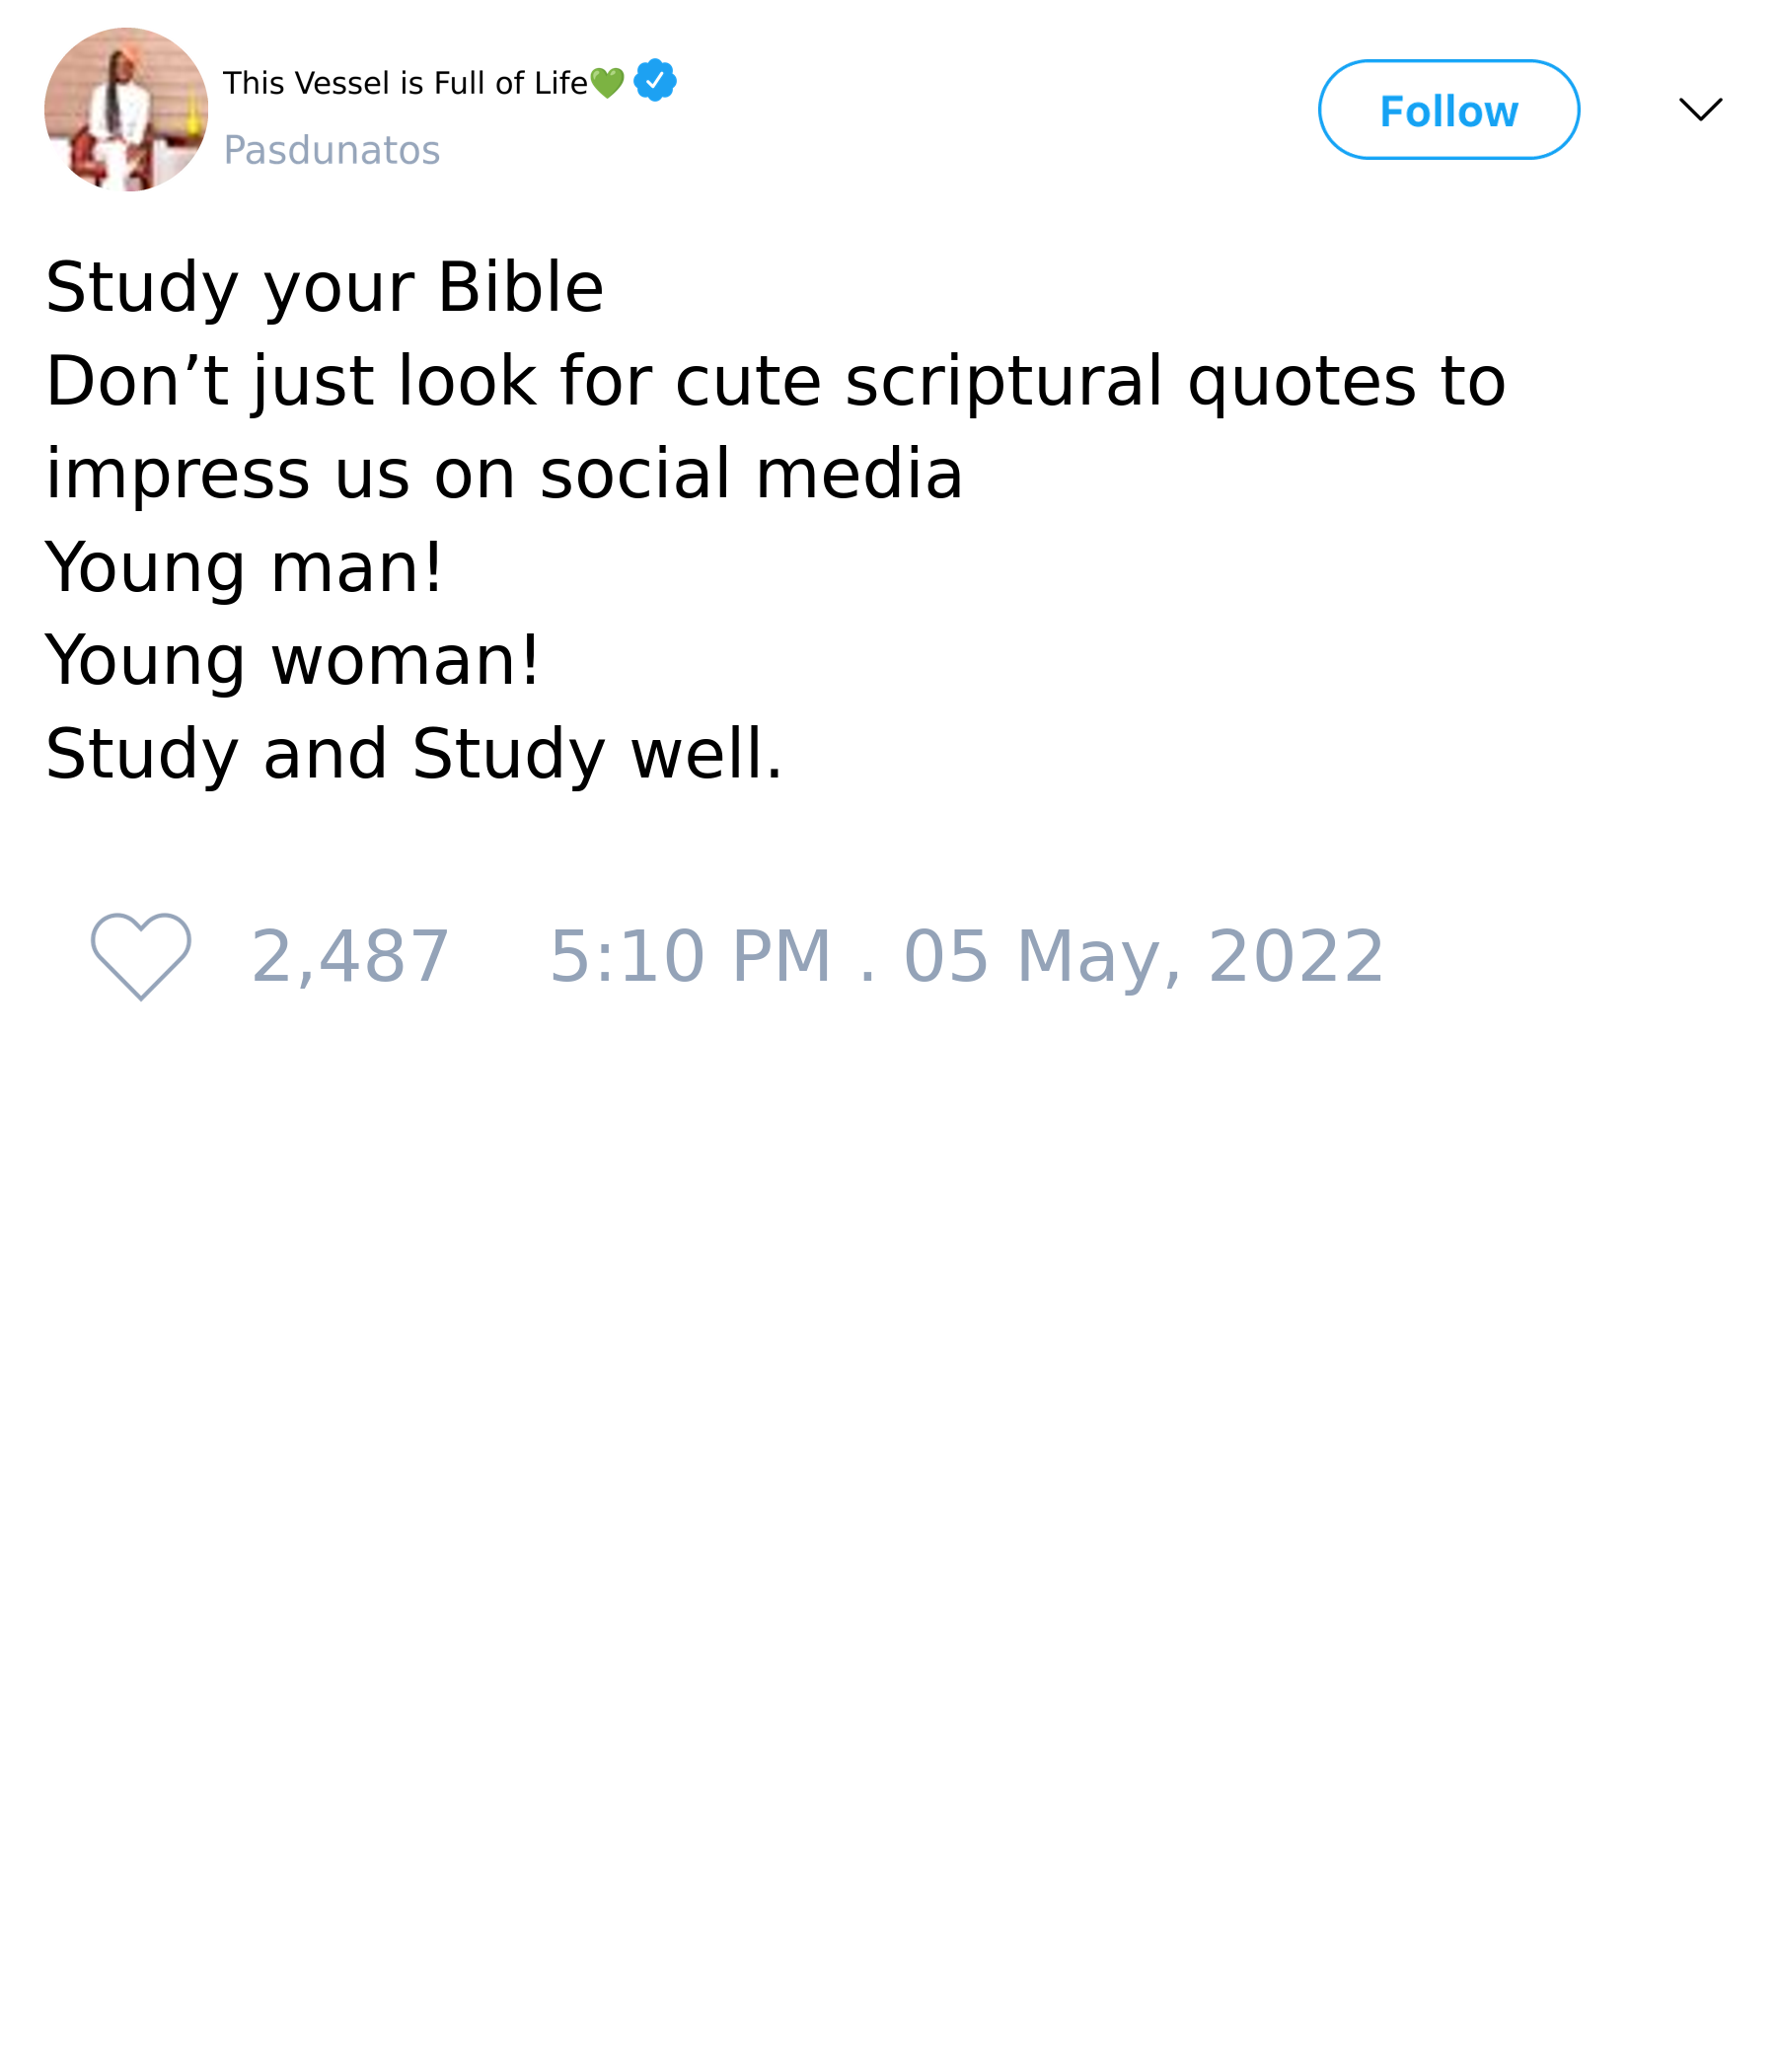 This Vessel is Full of Life💚
Pasdunatos
Follow
Study your Bible
Don’t just look for cute scriptural quotes to
impress us on social media
Young man!
Young woman!
Study and Study well.
2,487 5:10 PM . 05 May, 2022